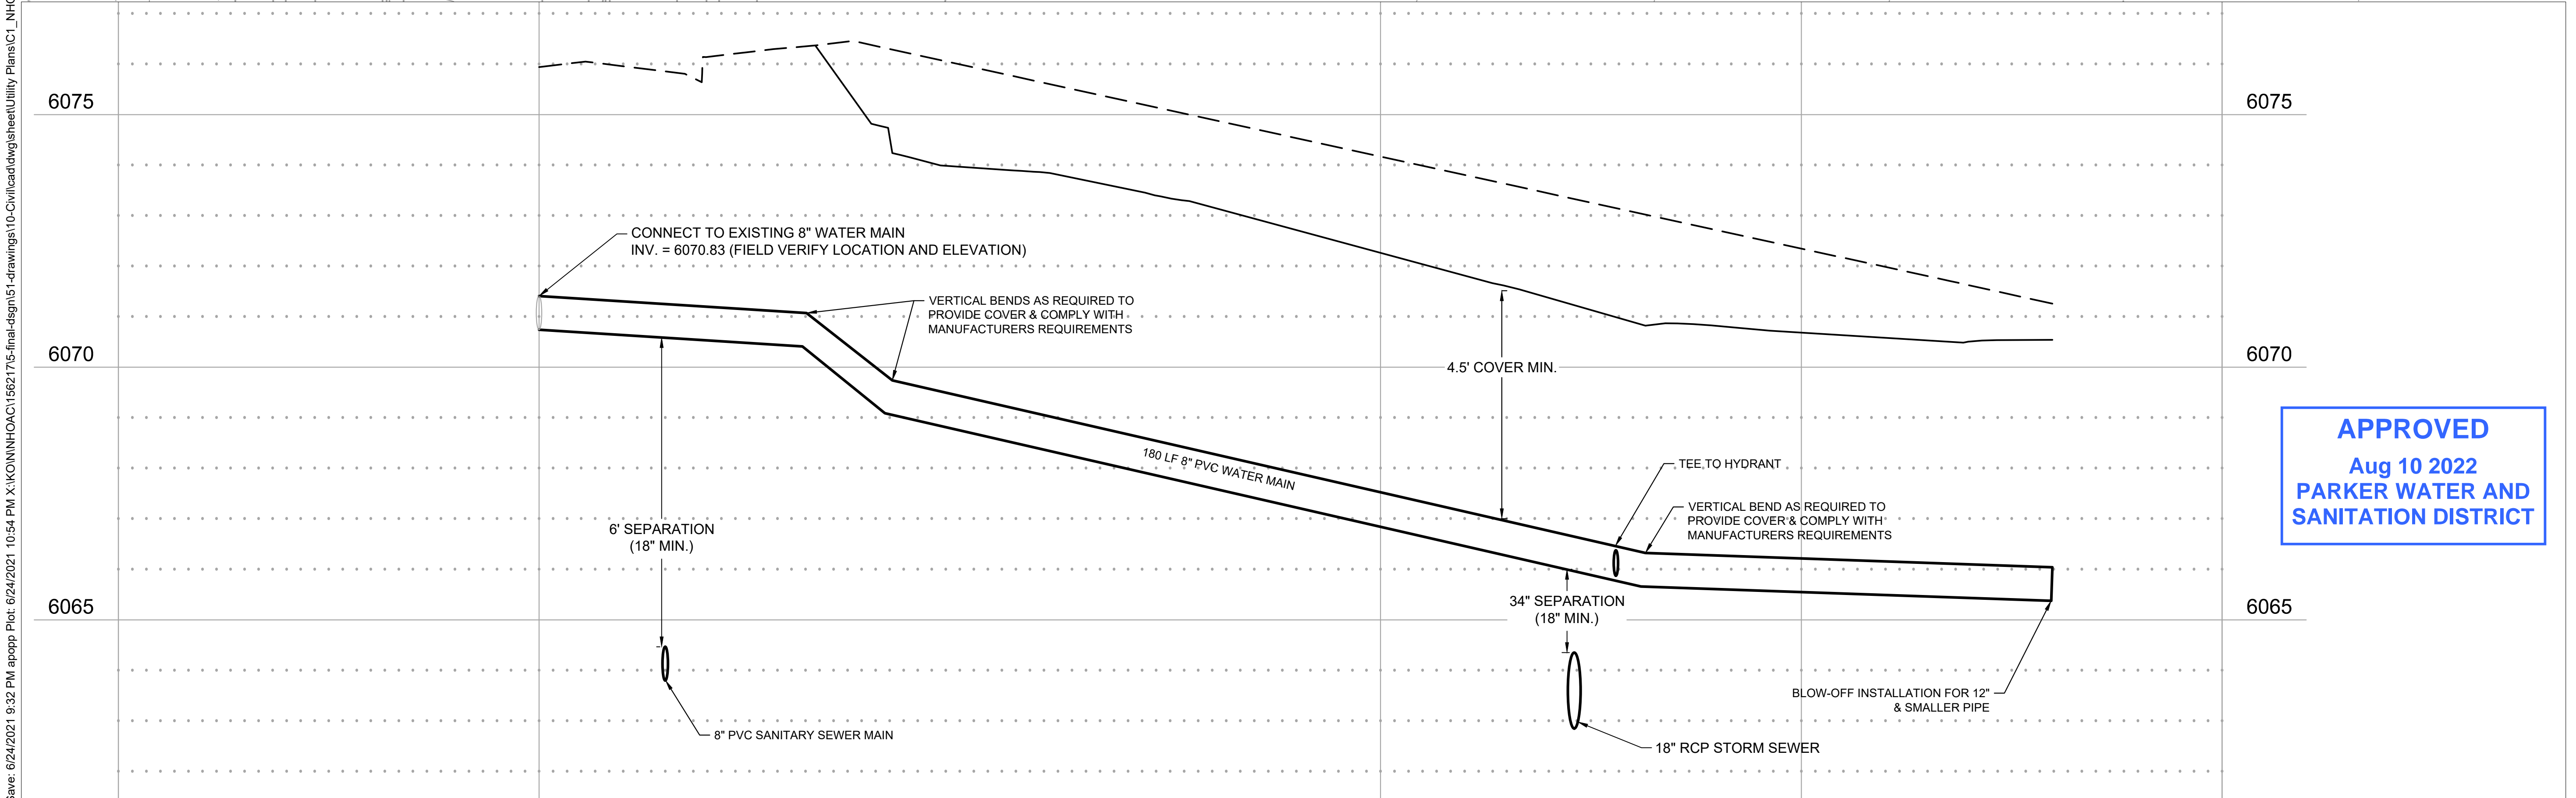 Save: 6/24/2021 9:32 PM apopp Plot: 6/24/2021 10:54 PM X:\KO\N\NHOAC\156217\5-final-dsgn\51-drawings\10-Civil\cad\dwg\sheet\Utility Plans\C1_NHO
6075
6075
CONNECT TO EXISTING 8" WATER MAIN
INV. = 6070.83 (FIELD VERIFY LOCATION AND ELEVATION)
VERTICAL BENDS AS REQUIRED TO
PROVIDE COVER & COMPLY WITH
MANUFACTURERS REQUIREMENTS
6070
6070
4.5' COVER MIN.
180 LF 8" PVC WATER MAIN
TEE TO HYDRANT
VERTICAL BEND AS REQUIRED TO
PROVIDE COVER & COMPLY WITH
MANUFACTURERS REQUIREMENTS
6' SEPARATION
(18" MIN.)
APPROVED
Aug 10 2022
PARKER WATER AND
SANITATION DISTRICT
6065
6065
34" SEPARATION
(18" MIN.)
BLOW-OFF INSTALLATION FOR 12"
& SMALLER PIPE
8" PVC SANITARY SEWER MAIN
18" RCP STORM SEWER